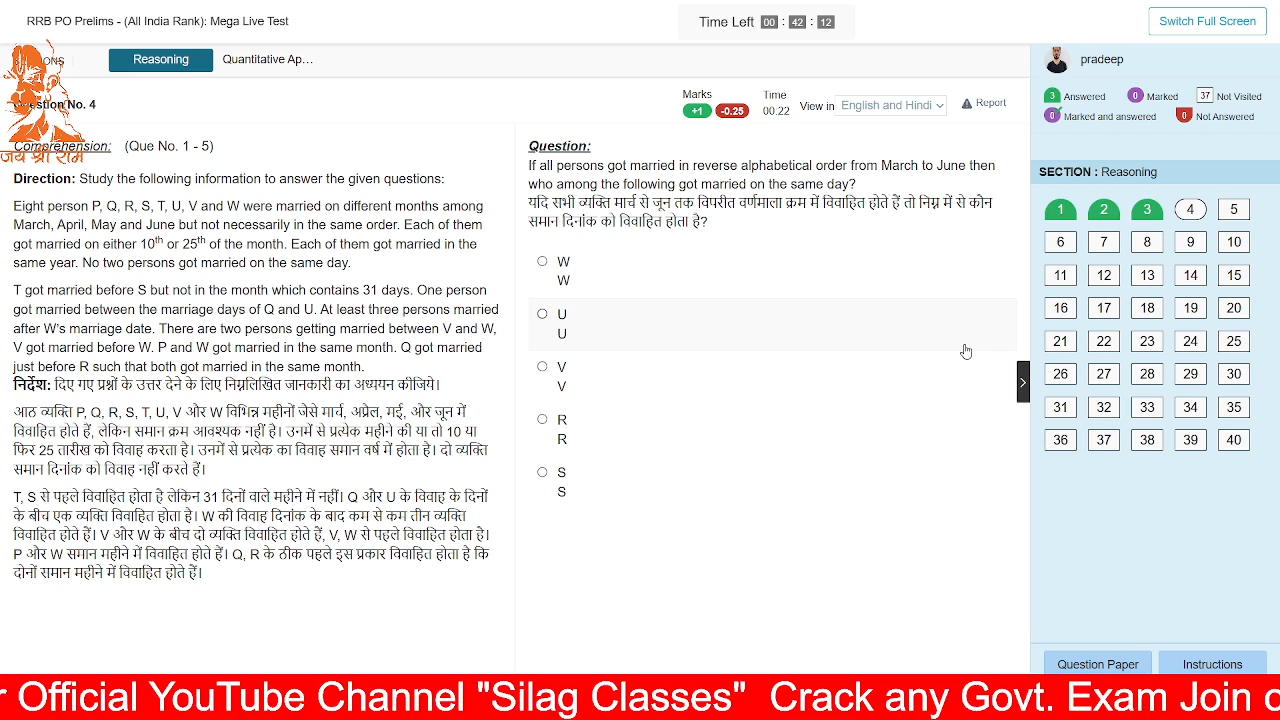 RRB PO Prelims - (All India Rank): Mega Live Test
Time Left 00 : 42 : 12
Switch Full Screen
Reasoning
Quantitative Ap...
pradeep
Question No. 4
Marks
+1 -0.25
Time
00:22
View in English and Hindi
Report
3 Answered 0 Marked 37 Not Visited
0 Marked and answered 0 Not Answered
जय श्री राम
Comprehension: (Que No. 1 - 5)
Direction: Study the following information to answer the given questions:
Eight person P, Q, R, S, T, U, V and W were married on different months among
March, April, May and June but not necessarily in the same order. Each of them
got married on either 10th or 25th of the month. Each of them got married in the
same year. No two persons got married on the same day.
T got married before S but not in the month which contains 31 days. One person
got married between the marriage days of Q and U. At least three persons married
after W's marriage date. There are two persons getting married between V and W,
V got married before W. P and W got married in the same month. Q got married
just before R such that both got married in the same month.
निर्देश: दिए गए प्रश्नों के उत्तर देने के लिए निम्नलिखित जानकारी का अध्ययन कीजिये।
आठ व्यक्ति P, Q, R, S, T, U, V और W विभिन्न महीनों जेसे मार्च, अप्रैल, मई, और जून में
विवाहित होते हैं, लेकिन समान क्रम आवश्यक नहीं है। उनमें से प्रत्येक महीने की या तो 10 या
फिर 25 तारीख को विवाह करता है। उनमें से प्रत्येक का विवाह समान वर्ष में होता है। दो व्यक्ति
समान दिनांक को विवाह नहीं करते हैं।
T, S से पहले विवाहित होता है लेकिन 31 दिनों वाले महीने में नहीं। Q और U के विवाह के दिनों
के बीच एक व्यक्ति विवाहित होता है। W की विवाह दिनांक के बाद कम से कम तीन व्यक्ति
विवाहित होते हैं। V और W के बीच दो व्यक्ति विवाहित होते हैं, V, W से पहले विवाहित होता है।
P और W समान महीने में विवाहित होते हैं। Q, R के ठीक पहले इस प्रकार विवाहित होता है कि
दोनों समान महीने में विवाहित होते हैं।
Question:
If all persons got married in reverse alphabetical order from March to June then
who among the following got married on the same day?
यदि सभी व्यक्ति मार्च से जून तक विपरीत वर्णमाला क्रम में विवाहित होते हैं तो निम्न में से कौन
समान दिनांक को विवाहित होता है?
W
W
U
U
V
V
R
R
S
S
SECTION : Reasoning
1 2 3 4 5
6 7 8 9 10
11 12 13 14 15
16 17 18 19 20
21 22 23 24 25
26 27 28 29 30
31 32 33 34 35
36 37 38 39 40
Question Paper
Instructions
r Official YouTube Channel "Silag Classes" Crack any Govt. Exam Join